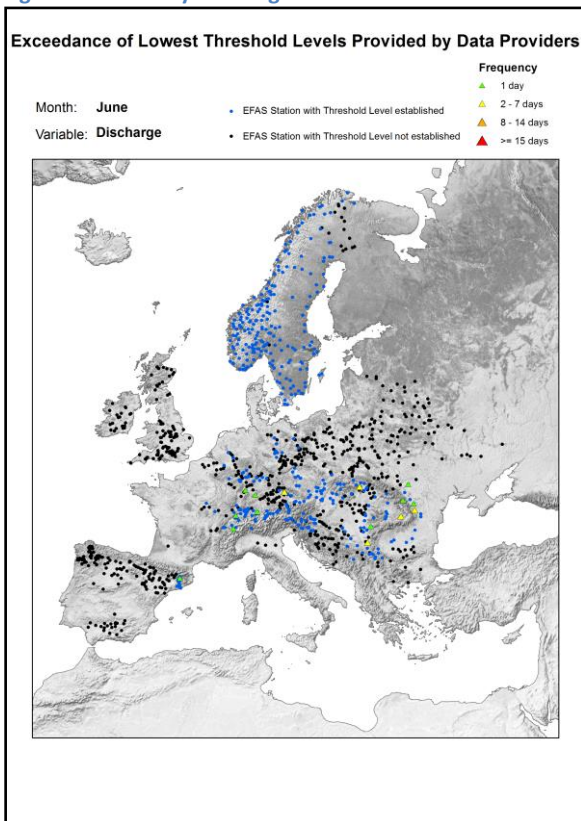 Exceedance of Lowest Threshold Levels Provided by Data Providers
Frequency
1 day
2 - 7 days
8 - 14 days
>= 15 days
Month: June
Variable: Discharge
EFAS Station with Threshold Level established
EFAS Station with Threshold Level not established